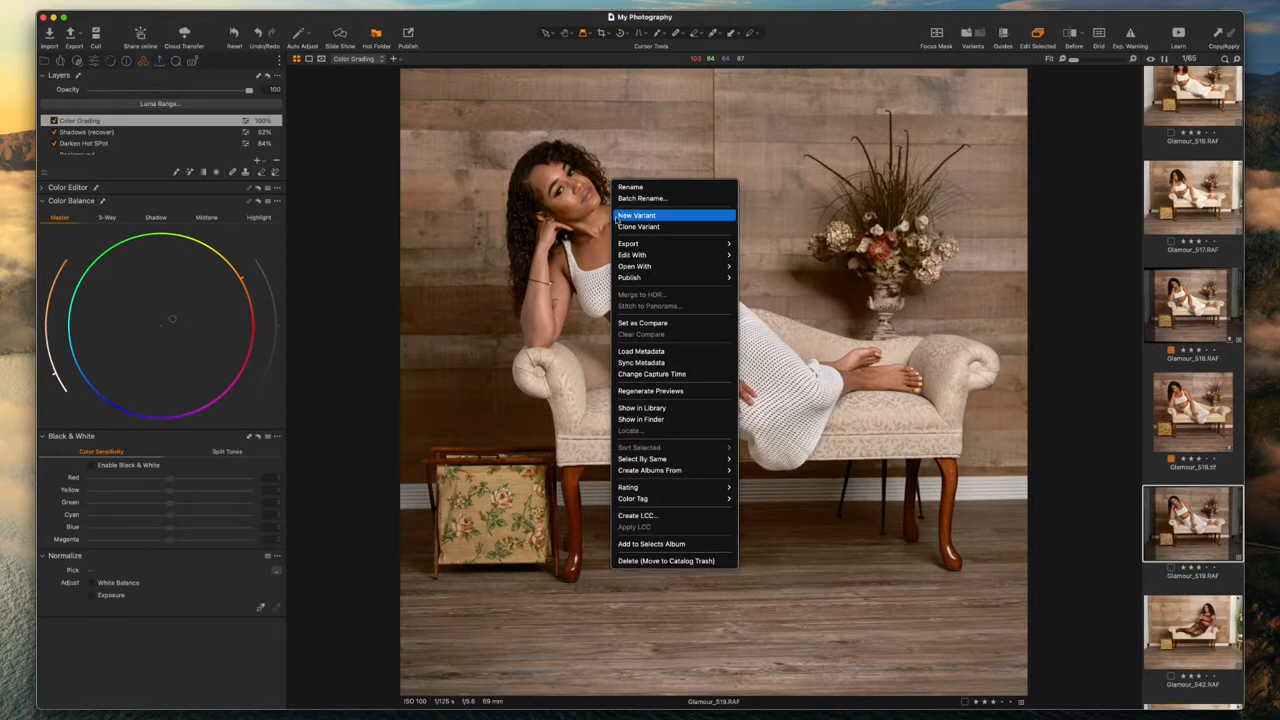 My Photography
Import Export Cull Share online Cloud Transfer Reset Undo/Redo Auto Adjust Slide Show Hot Folder Publish Cursor Tools Focus Mask Variants Guides Edit Selected Before Grid Exp. Warning Learn Copy/Apply
Color Grading
103 84 64 87
Fit
1/65
Layers
Opacity 100
Luma Range...
Color Grading 100%
Shadows (recover) 62%
Darken Hot SPot 84%
Color Editor
Color Balance
Master 3-Way Shadow Midtone Highlight
Black & White
Color Sensitivity Split Tones
Enable Black & White
Red
Yellow
Green
Cyan
Blue
Magenta
Normalize
Pick --
Adjust White Balance
Exposure
Rename
Batch Rename...
New Variant
Clone Variant
Export
Edit With
Open With
Publish
Merge to HDR...
Stitch to Panorama...
Set as Compare
Clear Compare
Load Metadata
Sync Metadata
Change Capture Time
Regenerate Previews
Show in Library
Show in Finder
Locate...
Sort Selected
Select By Same
Create Albums From
Rating
Color Tag
Create LCC...
Apply LCC
Add to Selects Album
Delete (Move to Catalog Trash)
ISO 100 1/125 s f/5.6 69 mm
Glamour_519.RAF
Glamour_516.RAF
Glamour_517.RAF
Glamour_518.RAF
Glamour_518.tif
Glamour_519.RAF
Glamour_542.RAF